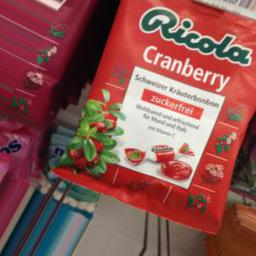 Ricola
Cranberry
Schweizer Kräuterbonbon
zuckerfrei
Wohltuend und erfrischend
für Mund und Hals
mit Vitamin C